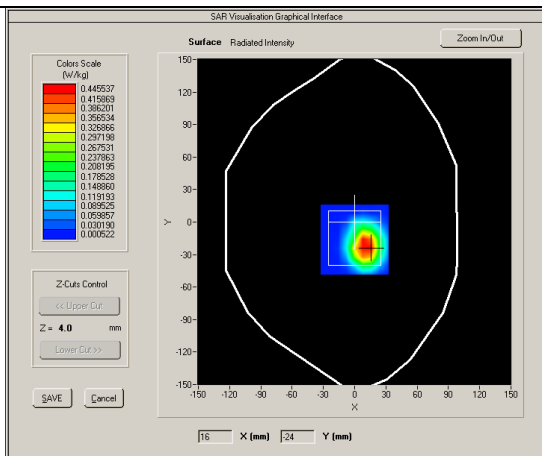 SAR Visualisation Graphical Interface
Surface Radiated Intensity
Zoom In/Out
Colors Scale
(W/kg)
0.445537
0.415869
0.386201
0.356534
0.326866
0.297198
0.267531
0.237863
0.208195
0.178528
0.148860
0.119193
0.089525
0.059857
0.030190
0.000522
Z-Cuts Control
<< Upper Cut
Z = 4.0 mm
Lower Cut >>
SAVE Cancel
150
120
90
60
30
0
-30
-60
-90
-120
-150
Y
-150 -120 -90 -60 -30 0 30 60 90 120 150
X
16 X (mm) -24 Y (mm)